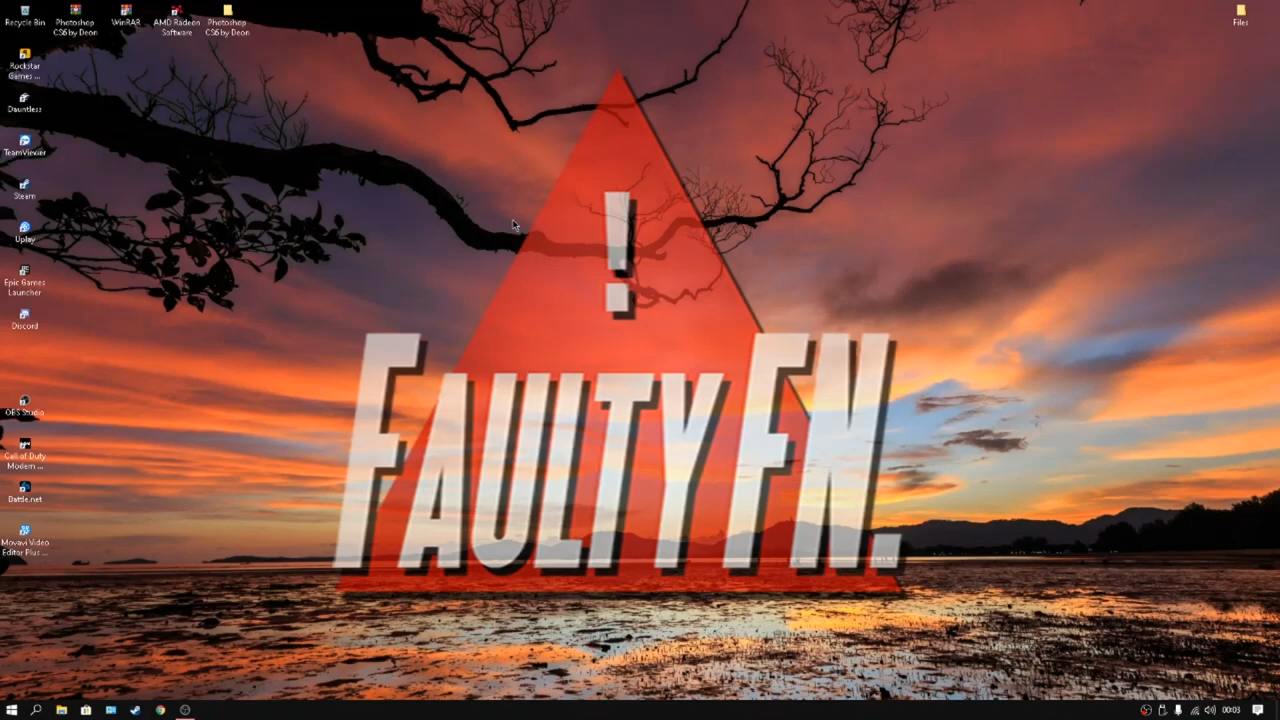 Recycle Bin
Photoshop
CS6 by Deon
WinRAR
AMD Radeon
Software
Photoshop
CS6 by Deon
Files
Rockstar
Games ...
Dauntless
TeamViewer
Steam
Uplay
Epic Games
Launcher
Discord
!
FAULTYFN.
OBS Studio
Call of Duty
Modern ...
Battle.net
Movavi Video
Editor Plus ...
00:03